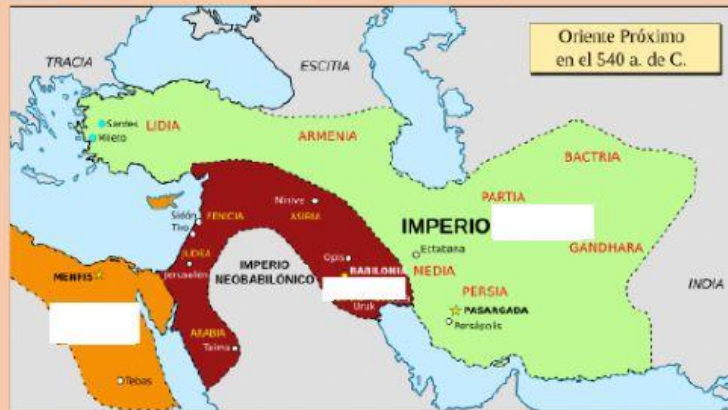 Oriente Próximo
en el 540 a. de C.
TRACIA
ESCITIA
Sardes
Mileto
LIDIA
ARMENIA
BACTRIA
PARTIA
IMPERIO
GANDHARA
Nínive
Sidón
Tiro
FENICIA
ASIRIA
Ectabana
Opis
IMPERIO
NEOBABILÓNICO
JUDEA
Jerusalén
BABILONIA
MEDIA
MENFIS
INDIA
PERSIA
Uruk
PASARGADA
Persépolis
ARABIA
Taima
Tebas